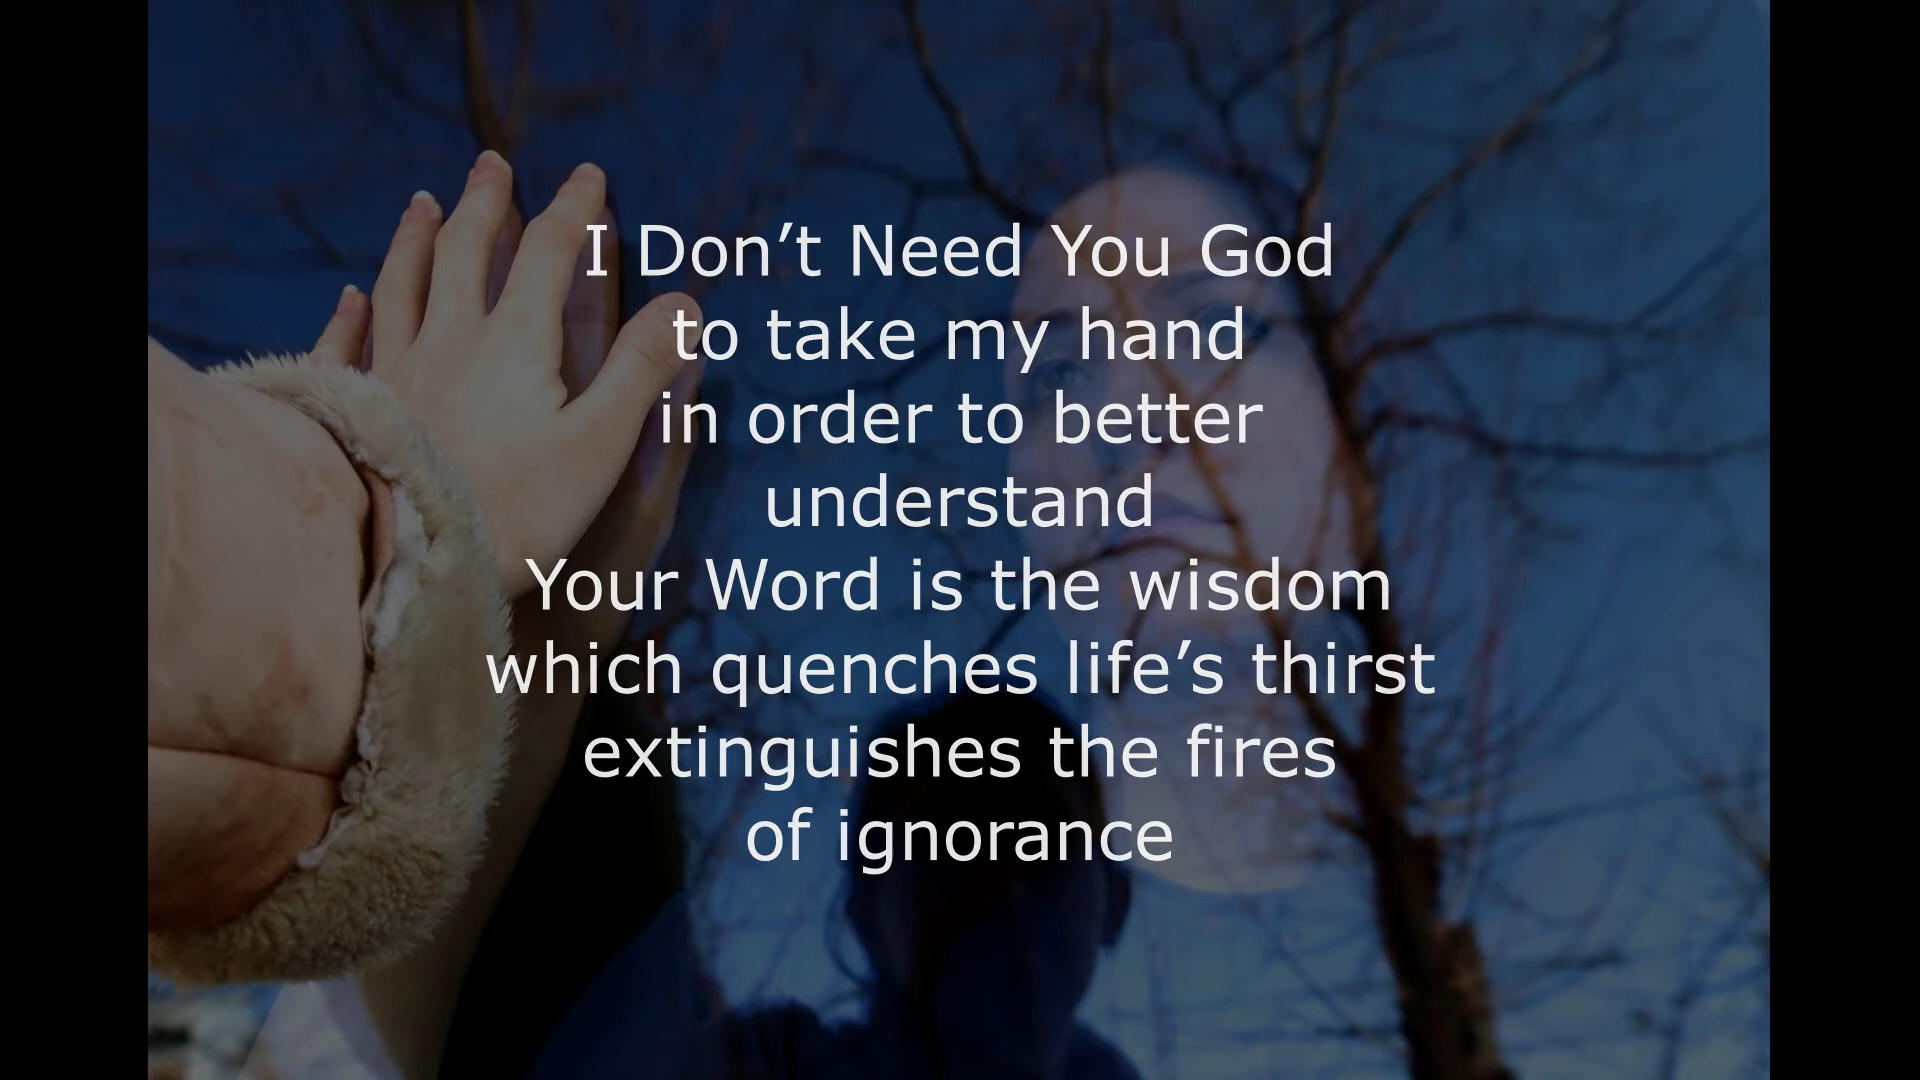 I Don’t Need You God
to take my hand
in order to better
understand
Your Word is the wisdom
which quenches life’s thirst
extinguishes the fires
of ignorance